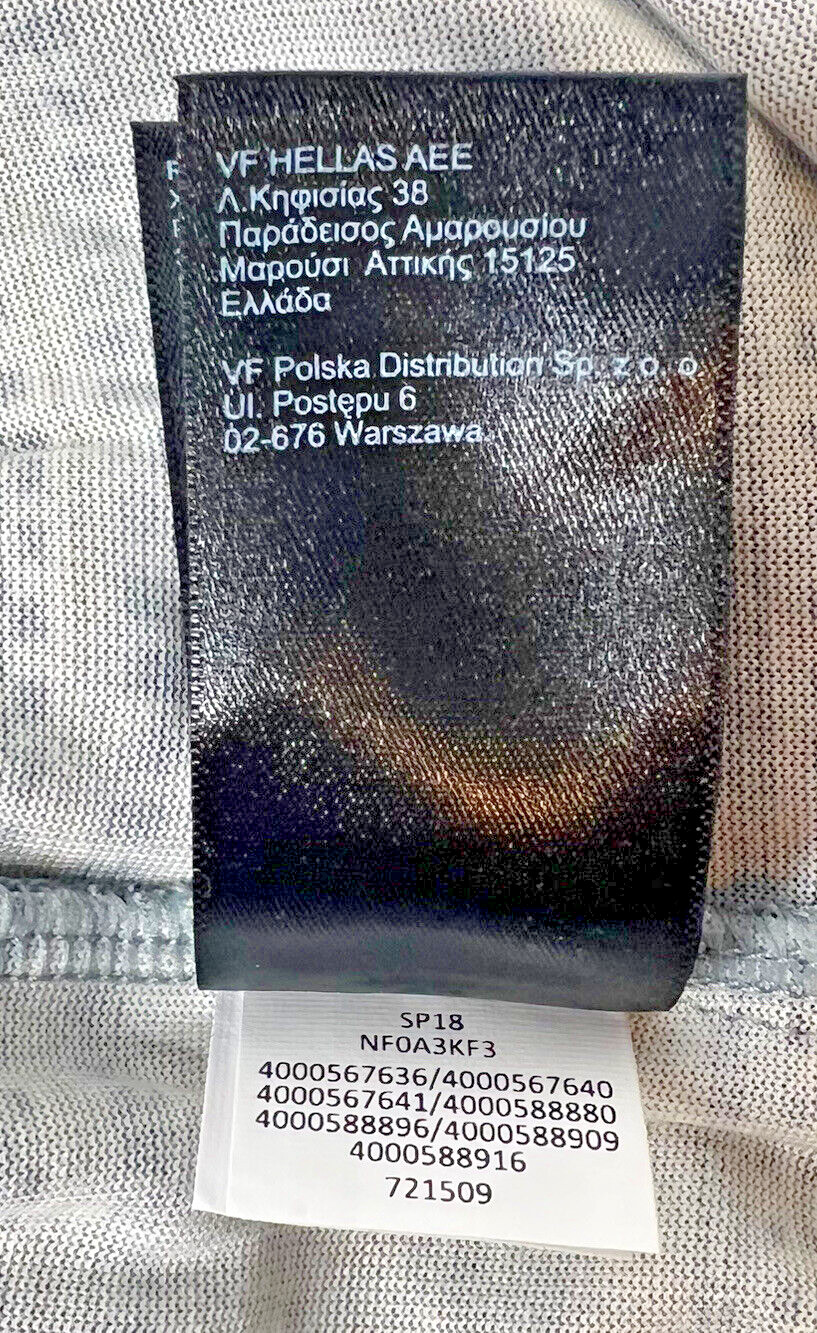 VF HELLAS AEE
Λ.Κηφισίας 38
Παράδεισος Αμαρουσίου
Μαρούσι Αττικής 15125
Ελλάδα
VF Polska Distribution Sp. z o. o
Ul. Postępu 6
02-676 Warszawa
SP18
NF0A3KF3
4000567636/4000567640
4000567641/4000588880
4000588896/4000588909
4000588916
721509